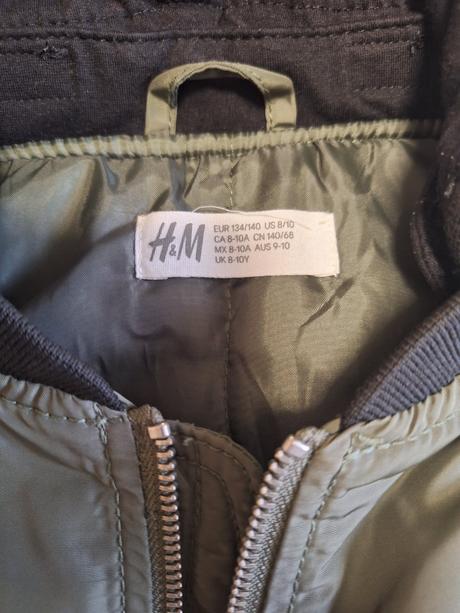 H&M
EUR 134/140 US 8/10
CA 8-10A CN 140/68
MX 8-10A AUS 9-10
UK 8-10Y